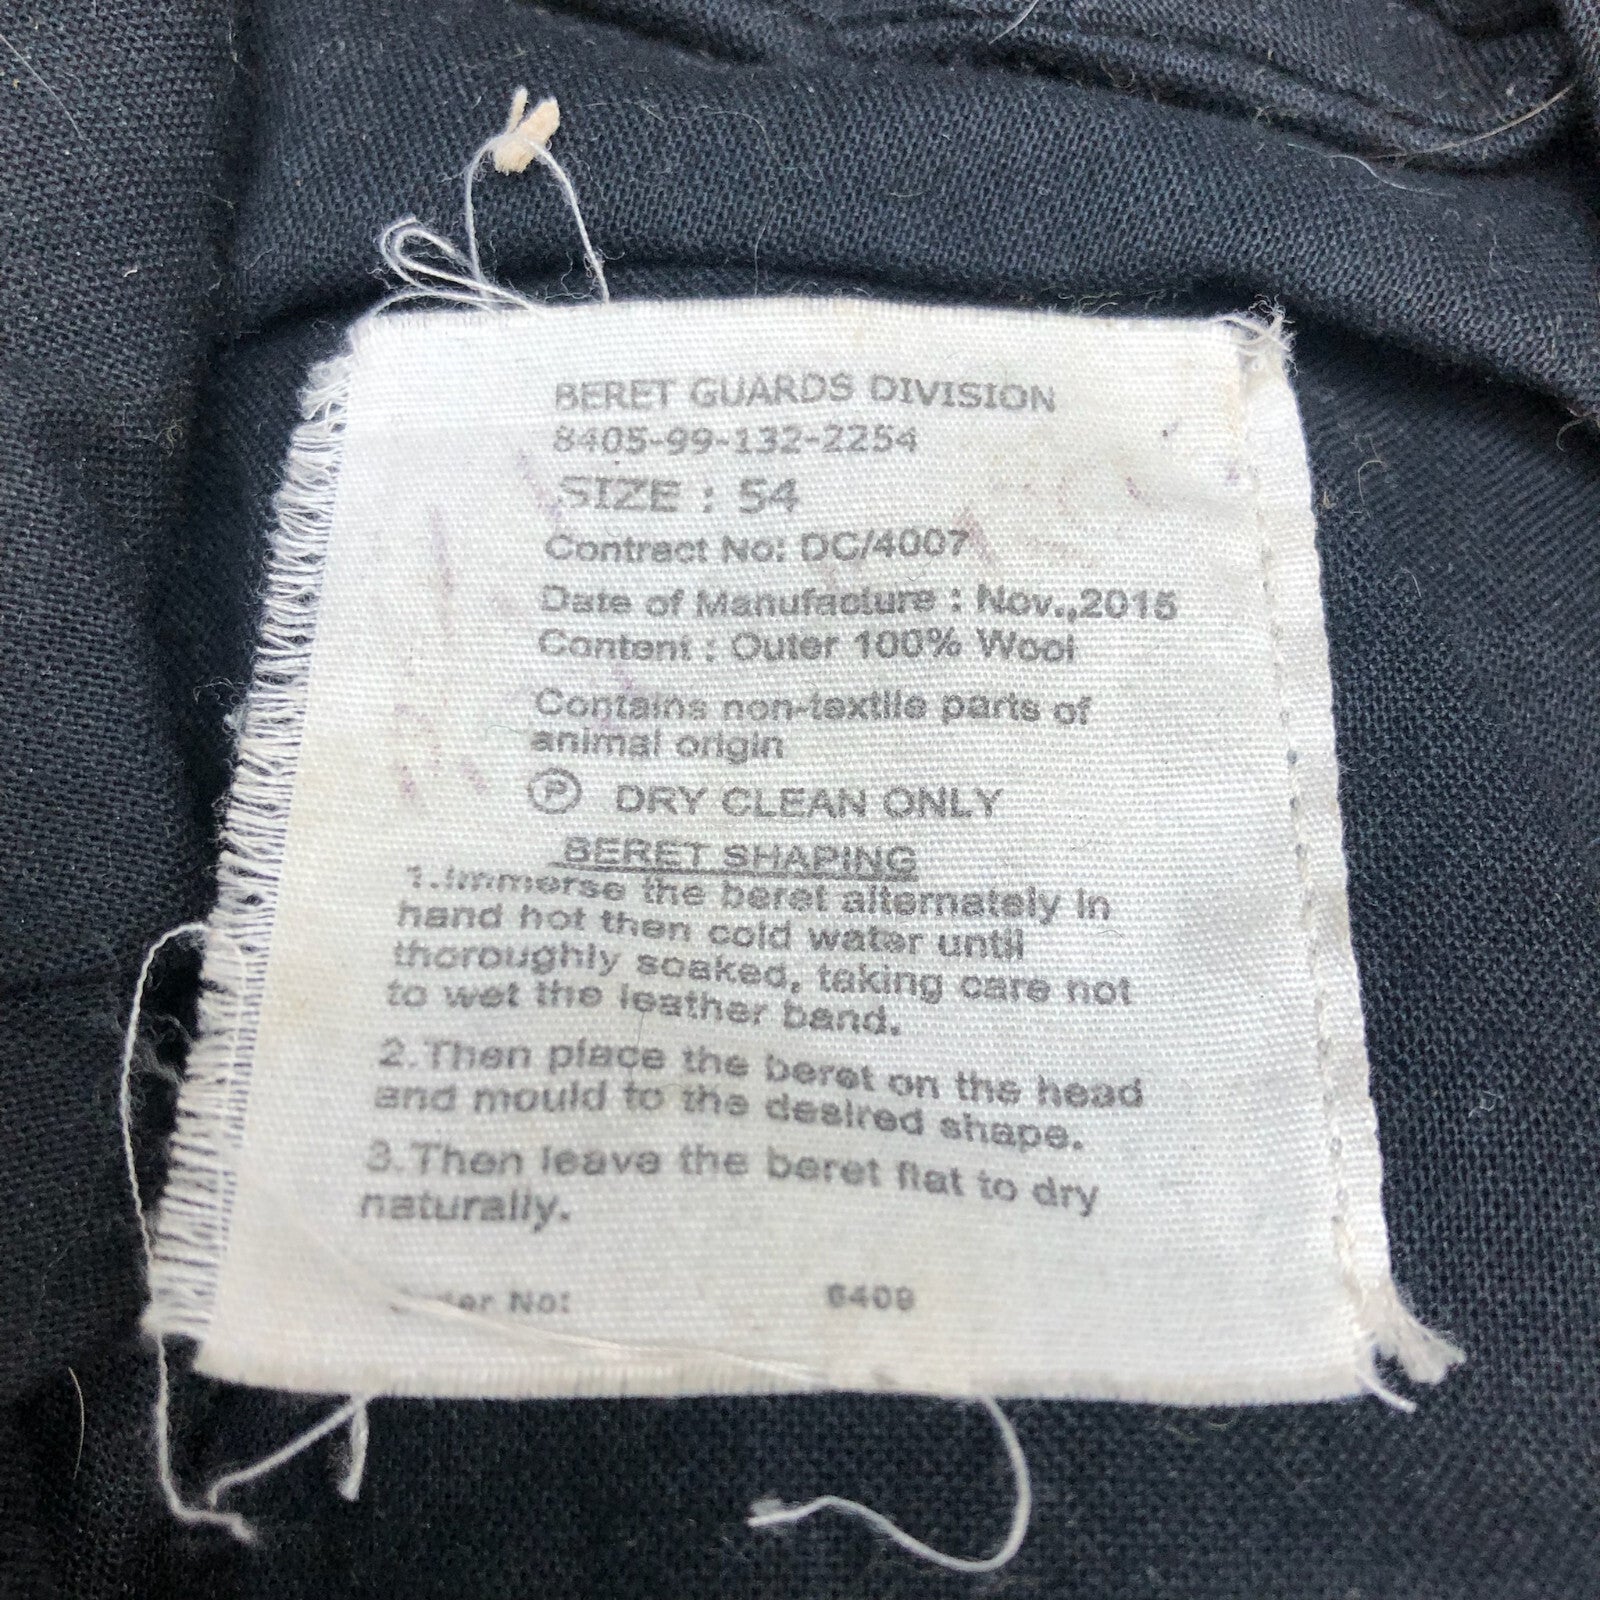 BERET GUARDS DIVISION
8405-99-132-2254
SIZE : 54
Contract No: DC/4007
Date of Manufacture : Nov.,2015
Content : Outer 100% Wool
Contains non-textile parts of
animal origin
Ⓟ DRY CLEAN ONLY
BERET SHAPING
1.Immerse the beret alternately in
hand hot then cold water until
thoroughly soaked, taking care not
to wet the leather band.
2.Then place the beret on the head
and mould to the desired shape.
3.Then leave the beret flat to dry
naturally.
No: 6409